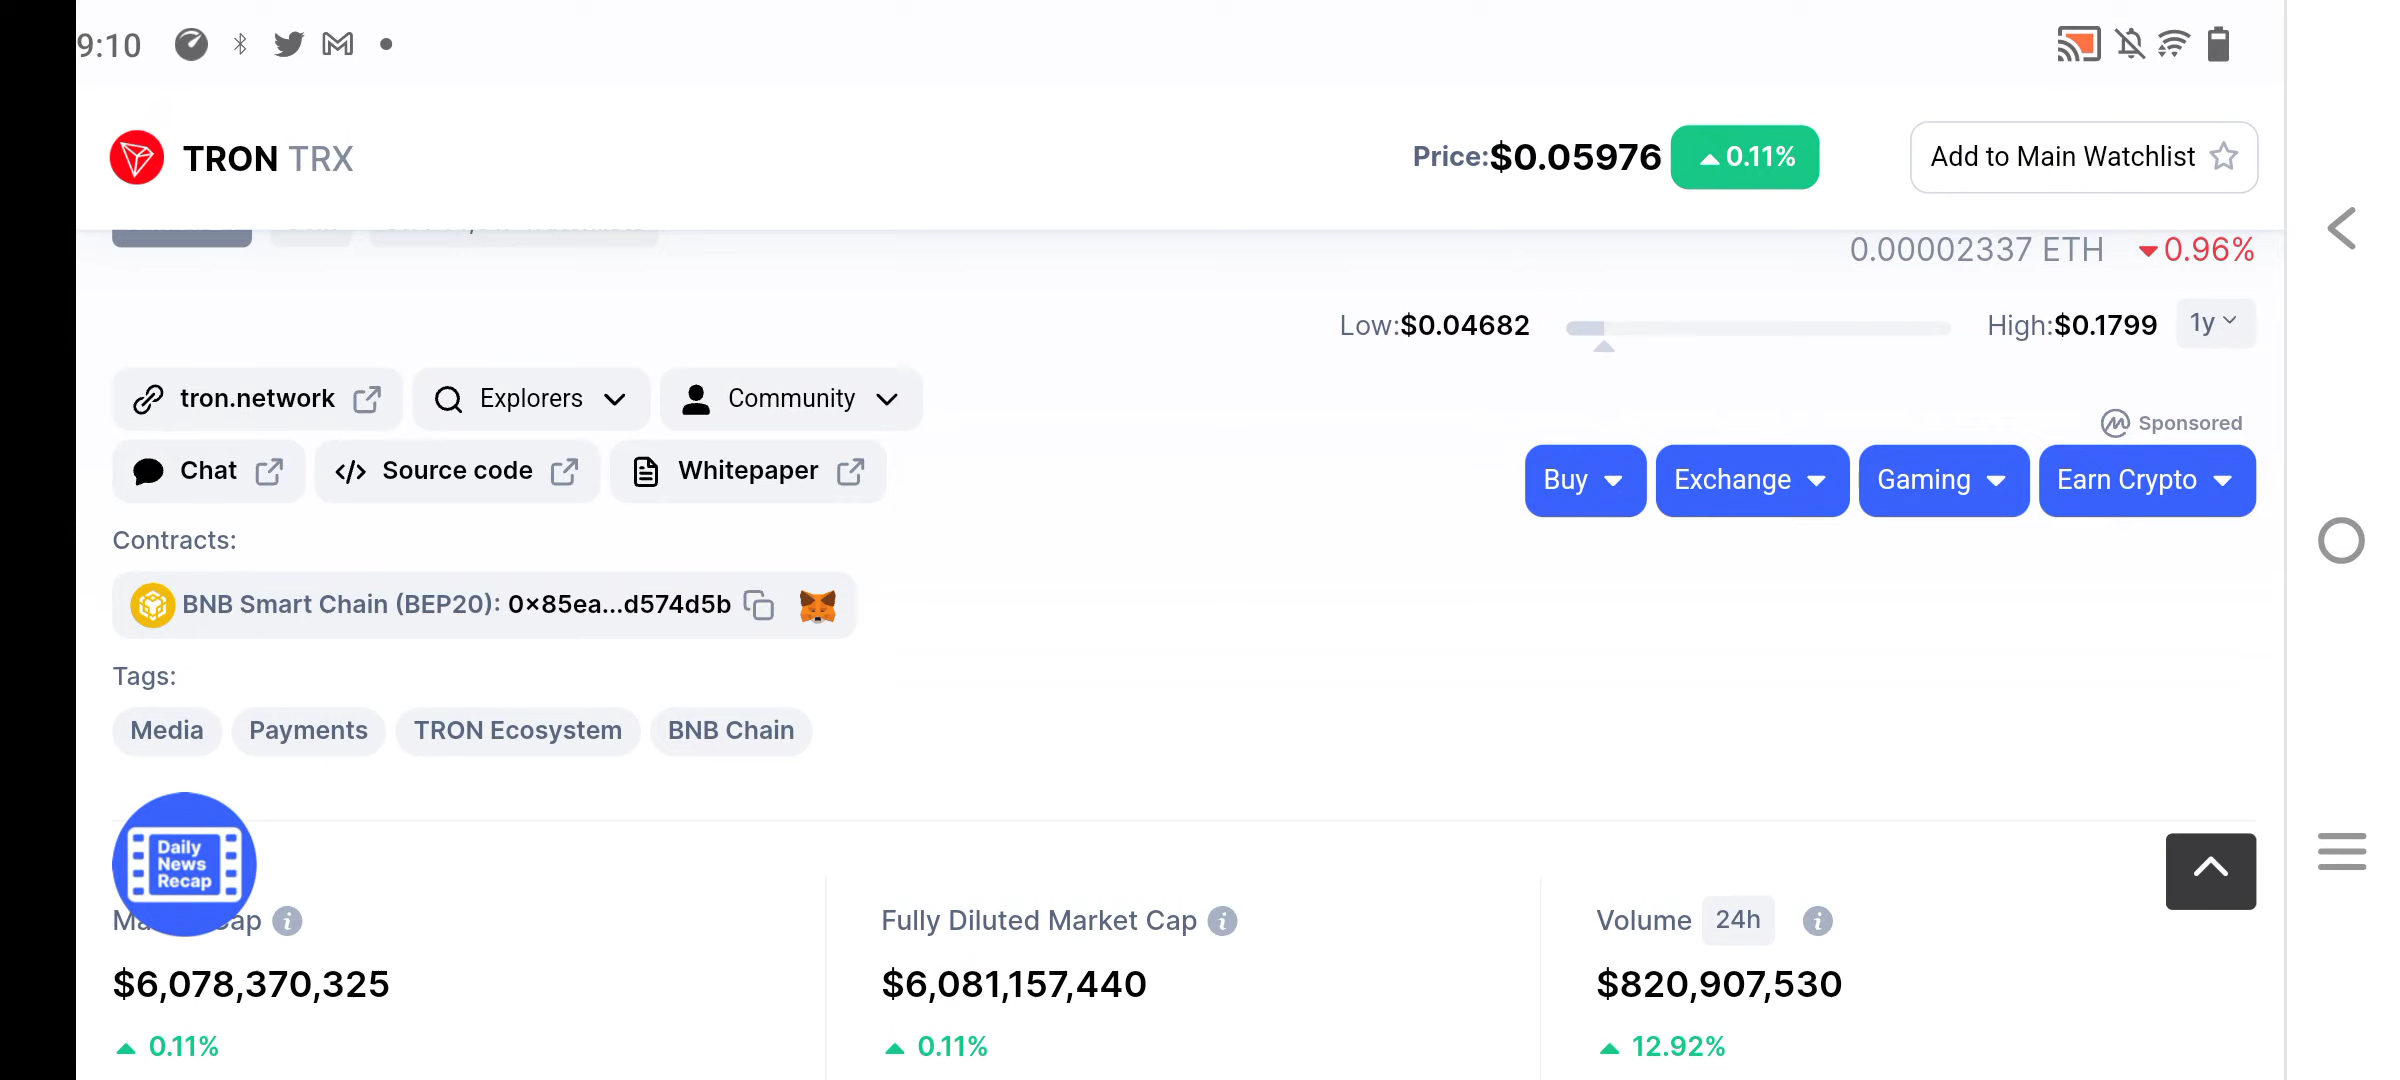 9:10
TRON TRX
Price:$0.05976 0.11%
Add to Main Watchlist
0.00002337 ETH 0.96%
Low:$0.04682 High:$0.1799 1y
tron.network Explorers Community
Sponsored
Chat Source code Whitepaper
Buy Exchange Gaming Earn Crypto
Contracts:
BNB Smart Chain (BEP20): 0x85ea...d574d5b
Tags:
Media Payments TRON Ecosystem BNB Chain
Daily
News
Recap
Fully Diluted Market Cap
Volume 24h
$6,078,370,325 $6,081,157,440 $820,907,530
0.11% 0.11% 12.92%